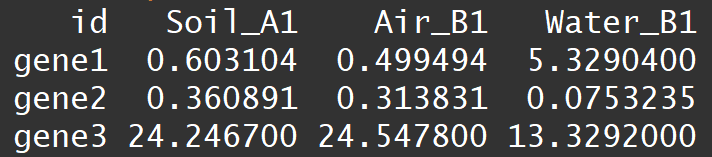 id Soil_A1 Air_B1 Water_B1
gene1 0.603104 0.499494 5.3290400
gene2 0.360891 0.313831 0.0753235
gene3 24.246700 24.547800 13.3292000